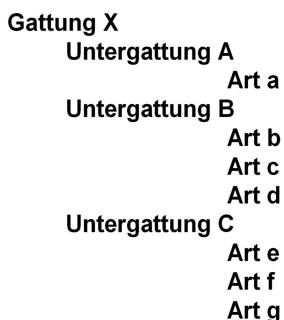 Gattung X
Untergattung A
Art a
Untergattung B
Art b
Art c
Art d
Untergattung C
Art e
Art f
Art g